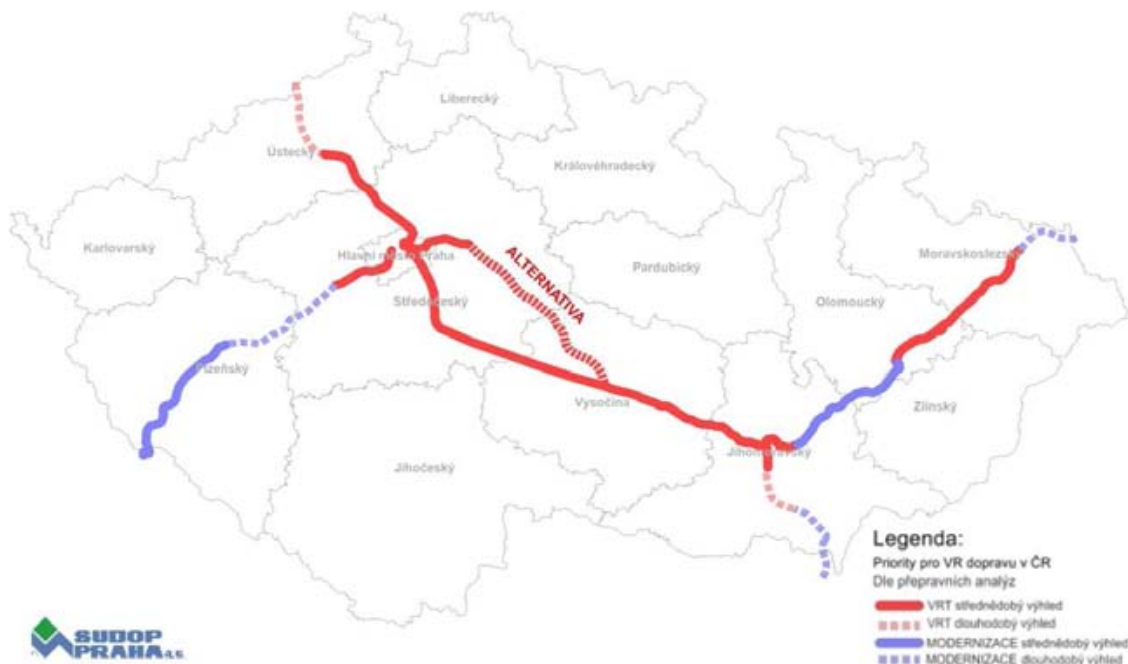 Liberecký
Ústecký
Královéhradecký
Karlovarský
Hlavní město Praha
ALTERNATIVA
Pardubický
Moravskoslezský
Středočeský
Olomoucký
Plzeňský
Vysočina
Zlínský
Jihomoravský
Jihočeský
Legenda:
Priority pro VR dopravu v ČR
Dle přepravních analýz
VRT střednědobý výhled
VRT dlouhodobý výhled
MODERNIZACE střednědobý výhled
MODERNIZACE dlouhodobý výhled
SUDOP
PRAHA a.s.